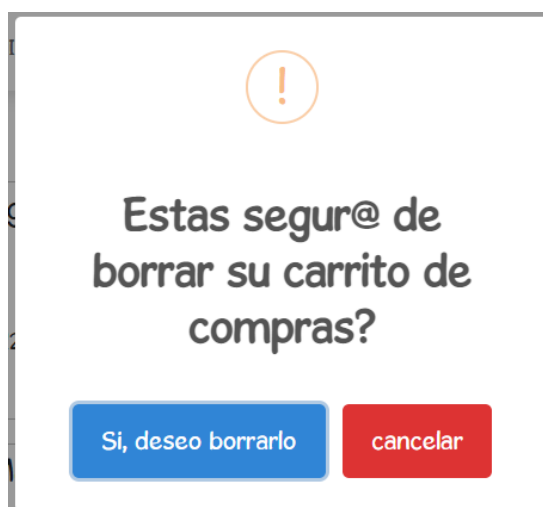 !
Estas segur@ de
borrar su carrito de
compras?
Si, deseo borrarlo
cancelar